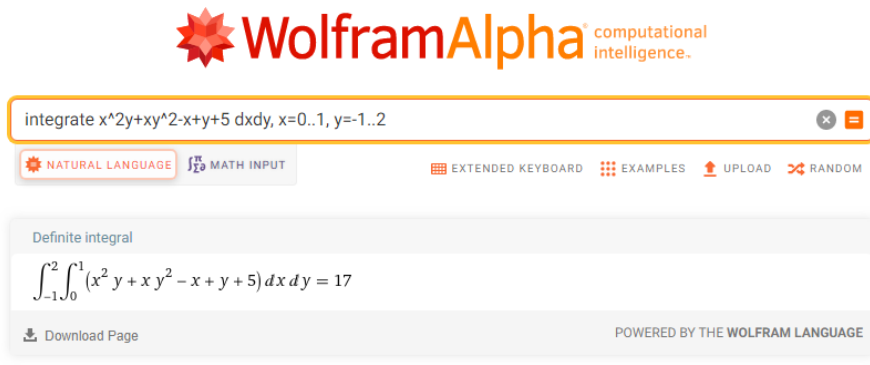 WolframAlpha computational intelligence.
integrate x^2y+xy^2-x+y+5 dxdy, x=0..1, y=-1..2
NATURAL LANGUAGE MATH INPUT EXTENDED KEYBOARD EXAMPLES UPLOAD RANDOM
Definite integral
∫_{-1}^{2} ∫_{0}^{1} (x² y + x y² − x + y + 5) dx dy = 17
Download Page POWERED BY THE WOLFRAM LANGUAGE